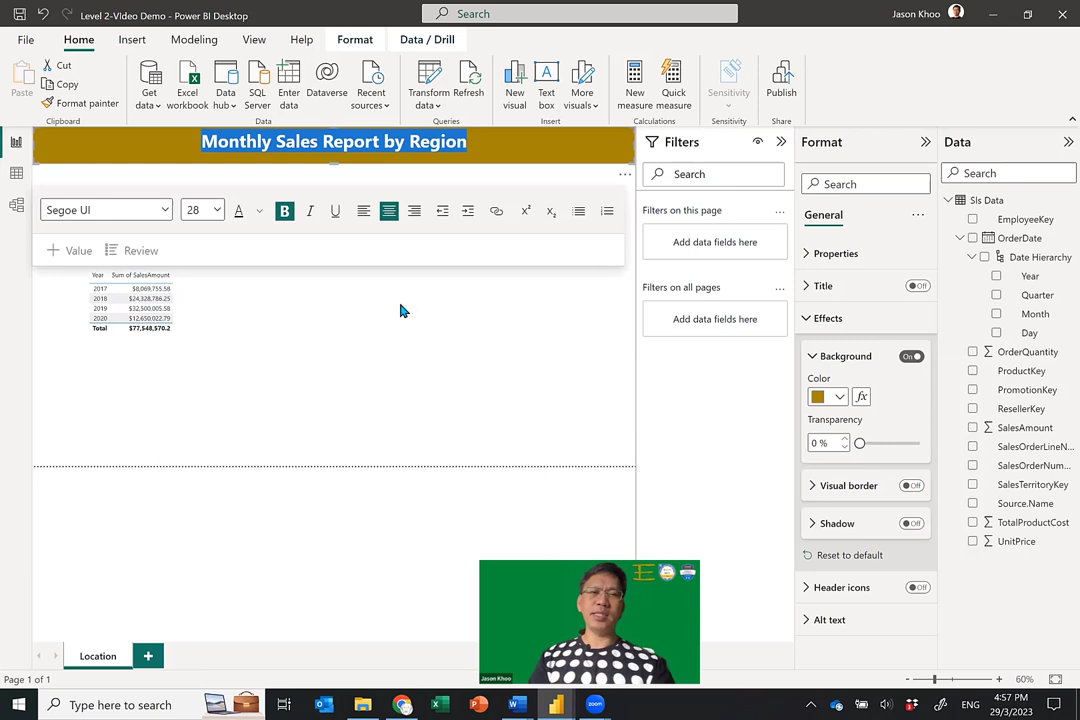 Level 2-Video Demo - Power BI Desktop
Search
Jason Khoo
File
Home
Insert
Modeling
View
Help
Format
Data / Drill
Paste
Cut
Copy
Format painter
Clipboard
Get data
Excel workbook
Data hub
SQL Server
Enter data
Dataverse
Recent sources
Data
Transform data
Refresh
Queries
New visual
Text box
More visuals
Insert
New measure
Quick measure
Calculations
Sensitivity
Sensitivity
Publish
Share
Monthly Sales Report by Region
Segoe UI
28
B
I
U
Value
Review
Year Sum of SalesAmount
2017 $8,069,755.58
2018 $24,328,786.25
2019 $32,500,005.58
2020 $12,650,022.79
Total $77,548,570.2
Filters
Search
Filters on this page
Add data fields here
Filters on all pages
Add data fields here
Format
Search
General
Properties
Title
Off
Effects
Background
On
Color
fx
Transparency
0 %
Visual border
Off
Shadow
Off
Reset to default
Header icons
Off
Alt text
Data
Search
Sls Data
EmployeeKey
OrderDate
Date Hierarchy
Year
Quarter
Month
Day
OrderQuantity
ProductKey
PromotionKey
ResellerKey
SalesAmount
SalesOrderLineN...
SalesOrderNum...
SalesTerritoryKey
Source.Name
TotalProductCost
UnitPrice
Jason Khoo
Location
Page 1 of 1
60%
Type here to search
ENG
4:57 PM
29/3/2023